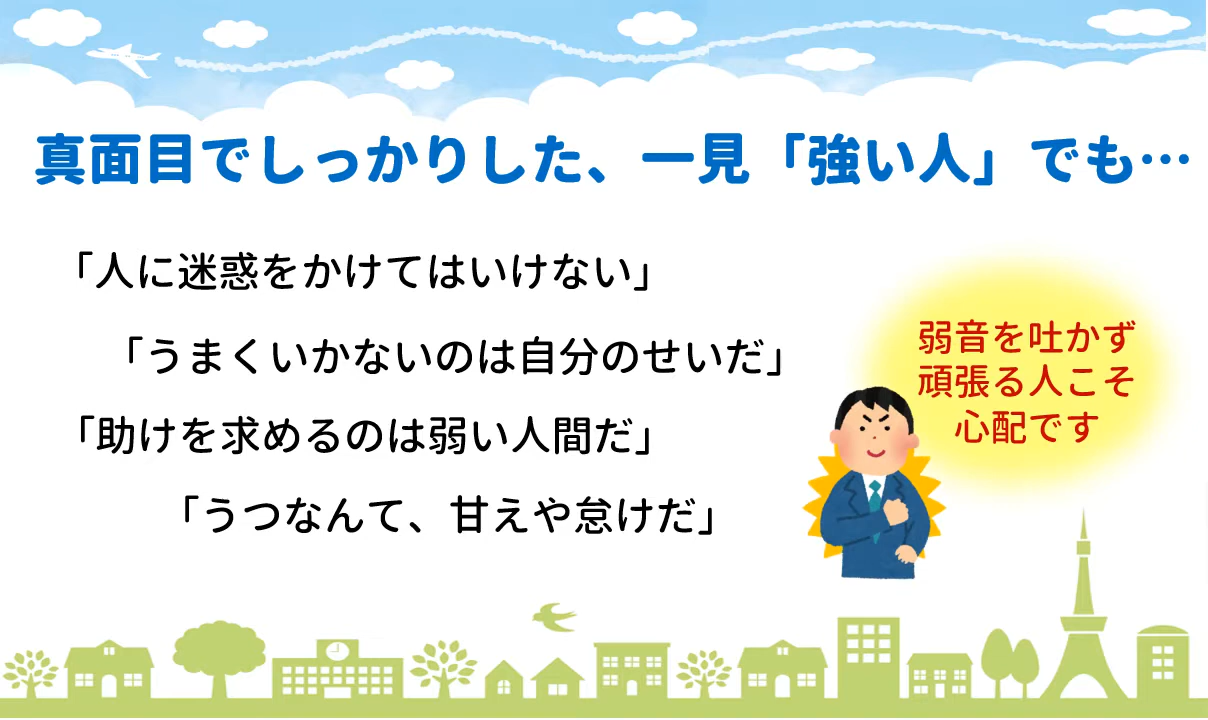 真面目でしっかりした、一見「強い人」でも…
「人に迷惑をかけてはいけない」
「うまくいかないのは自分のせいだ」
「助けを求めるのは弱い人間だ」
「うつなんて、甘えや怠けだ」
弱音を吐かず
頑張る人こそ
心配です